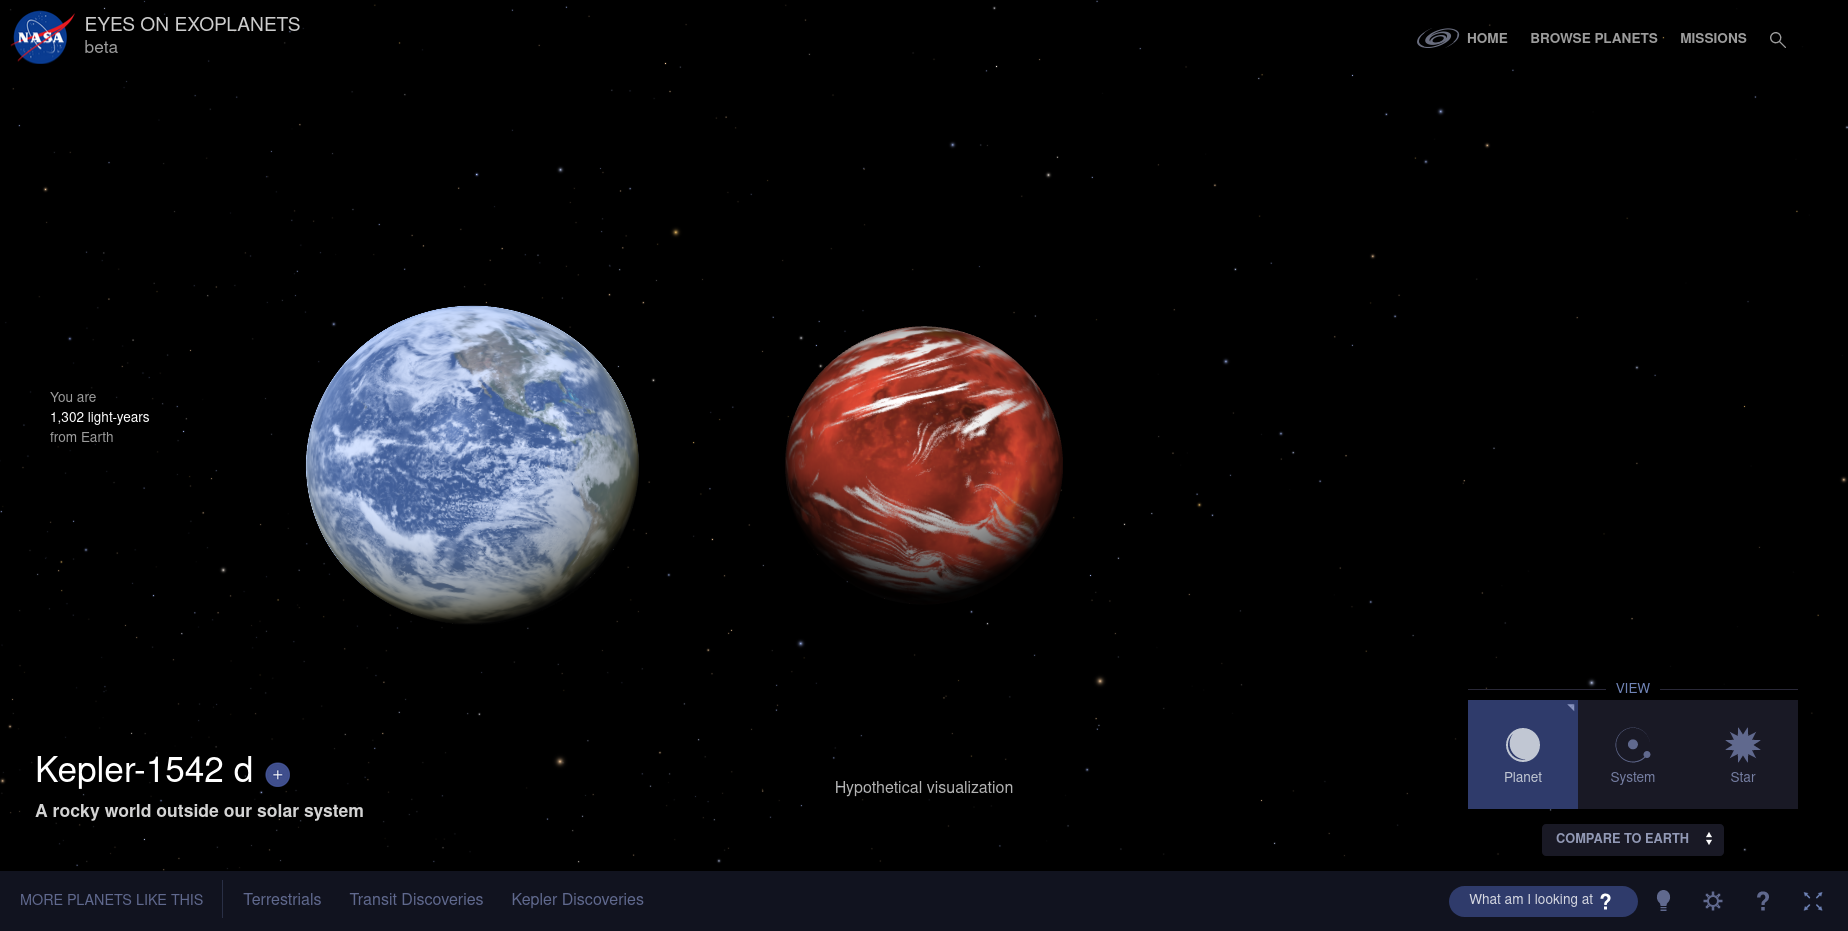 NASA
EYES ON EXOPLANETS
beta
HOME
BROWSE PLANETS
MISSIONS
You are
1,302 light-years
from Earth
Kepler-1542 d +
A rocky world outside our solar system
Hypothetical visualization
VIEW
Planet
System
Star
COMPARE TO EARTH
MORE PLANETS LIKE THIS
Terrestrials
Transit Discoveries
Kepler Discoveries
What am I looking at ?
?